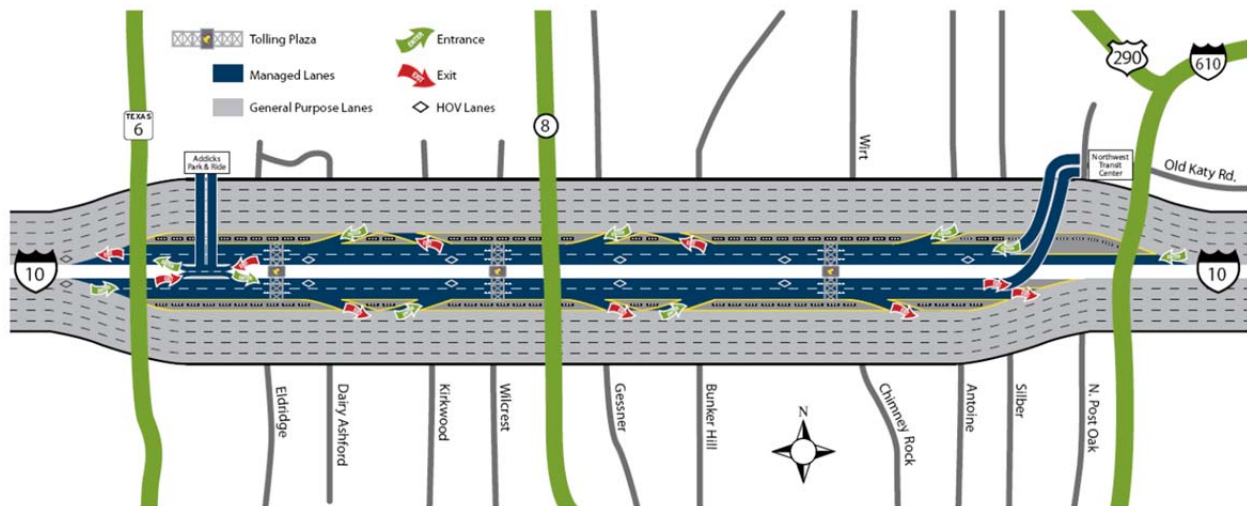 Tolling Plaza
ENTER
Entrance
Managed Lanes
EXIT
Exit
General Purpose Lanes
HOV Lanes
TEXAS
6
8
290
610
Addicks
Park & Ride
Wirt
Northwest
Transit
Center
Old Katy Rd.
10
10
Eldridge
Dairy Ashford
Kirkwood
Wilcrest
Gessner
Bunker Hill
N
Chimney Rock
Antoine
Silber
N. Post Oak